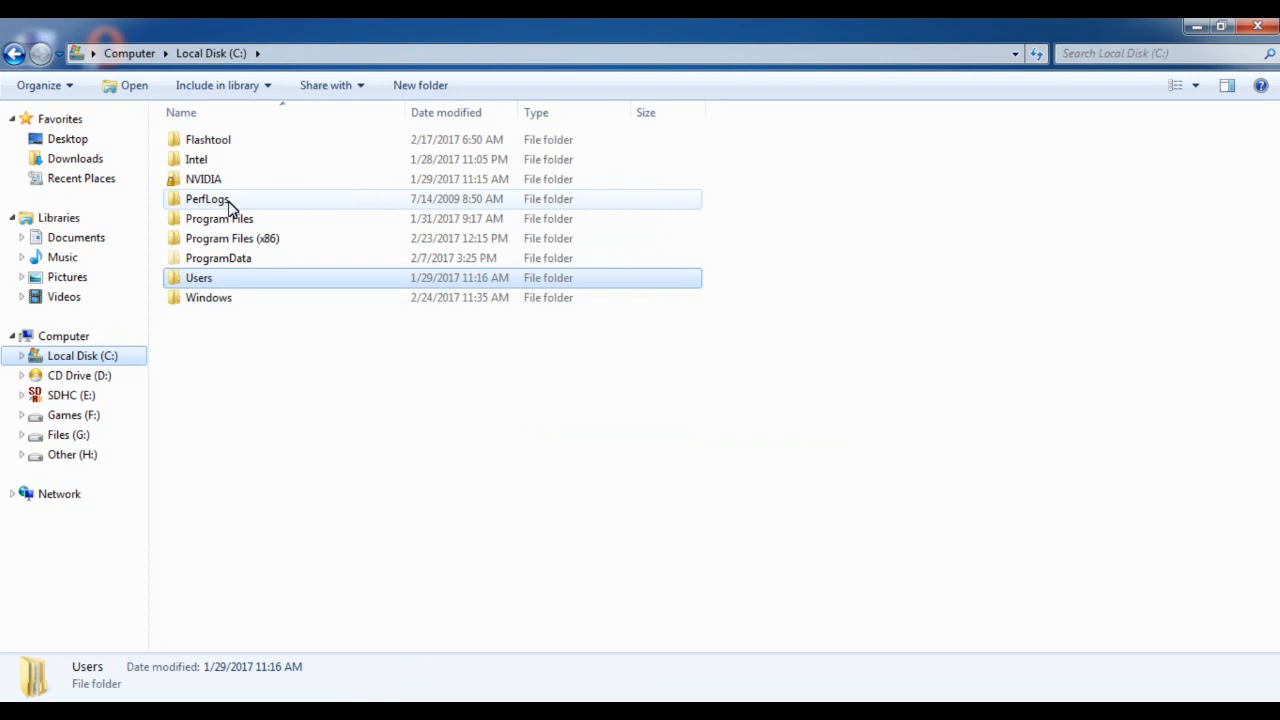 Computer Local Disk (C:) Search Local Disk (C:)
Organize Open Include in library Share with New folder
Name Date modified Type Size
Favorites
Desktop
Downloads
Recent Places
Libraries
Documents
Music
Pictures
Videos
Computer
Local Disk (C:)
CD Drive (D:)
SDHC (E:)
Games (F:)
Files (G:)
Other (H:)
Network
Flashtool 2/17/2017 6:50 AM File folder
Intel 1/28/2017 11:05 PM File folder
NVIDIA 1/29/2017 11:15 AM File folder
PerfLogs 7/14/2009 8:50 AM File folder
Program Files 1/31/2017 9:17 AM File folder
Program Files (x86) 2/23/2017 12:15 PM File folder
ProgramData 2/7/2017 3:25 PM File folder
Users 1/29/2017 11:16 AM File folder
Windows 2/24/2017 11:35 AM File folder
Users Date modified: 1/29/2017 11:16 AM
File folder